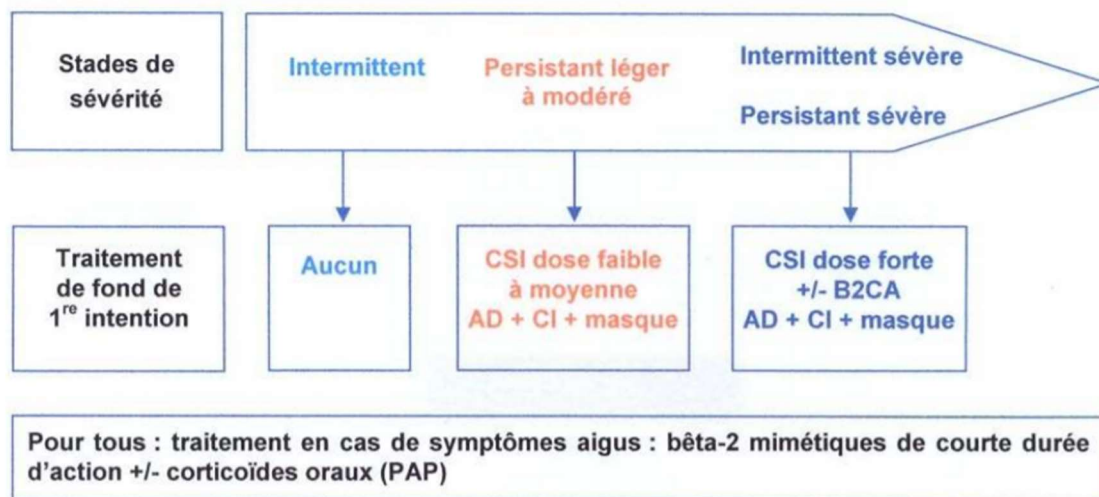 Stades de
sévérité
Intermittent
Persistant léger
à modéré
Intermittent sévère
Persistant sévère
Traitement
de fond de
1re intention
Aucun
CSI dose faible
à moyenne
AD + CI + masque
CSI dose forte
+/- B2CA
AD + CI + masque
Pour tous : traitement en cas de symptômes aigus : bêta-2 mimétiques de courte durée
d'action +/- corticoïdes oraux (PAP)